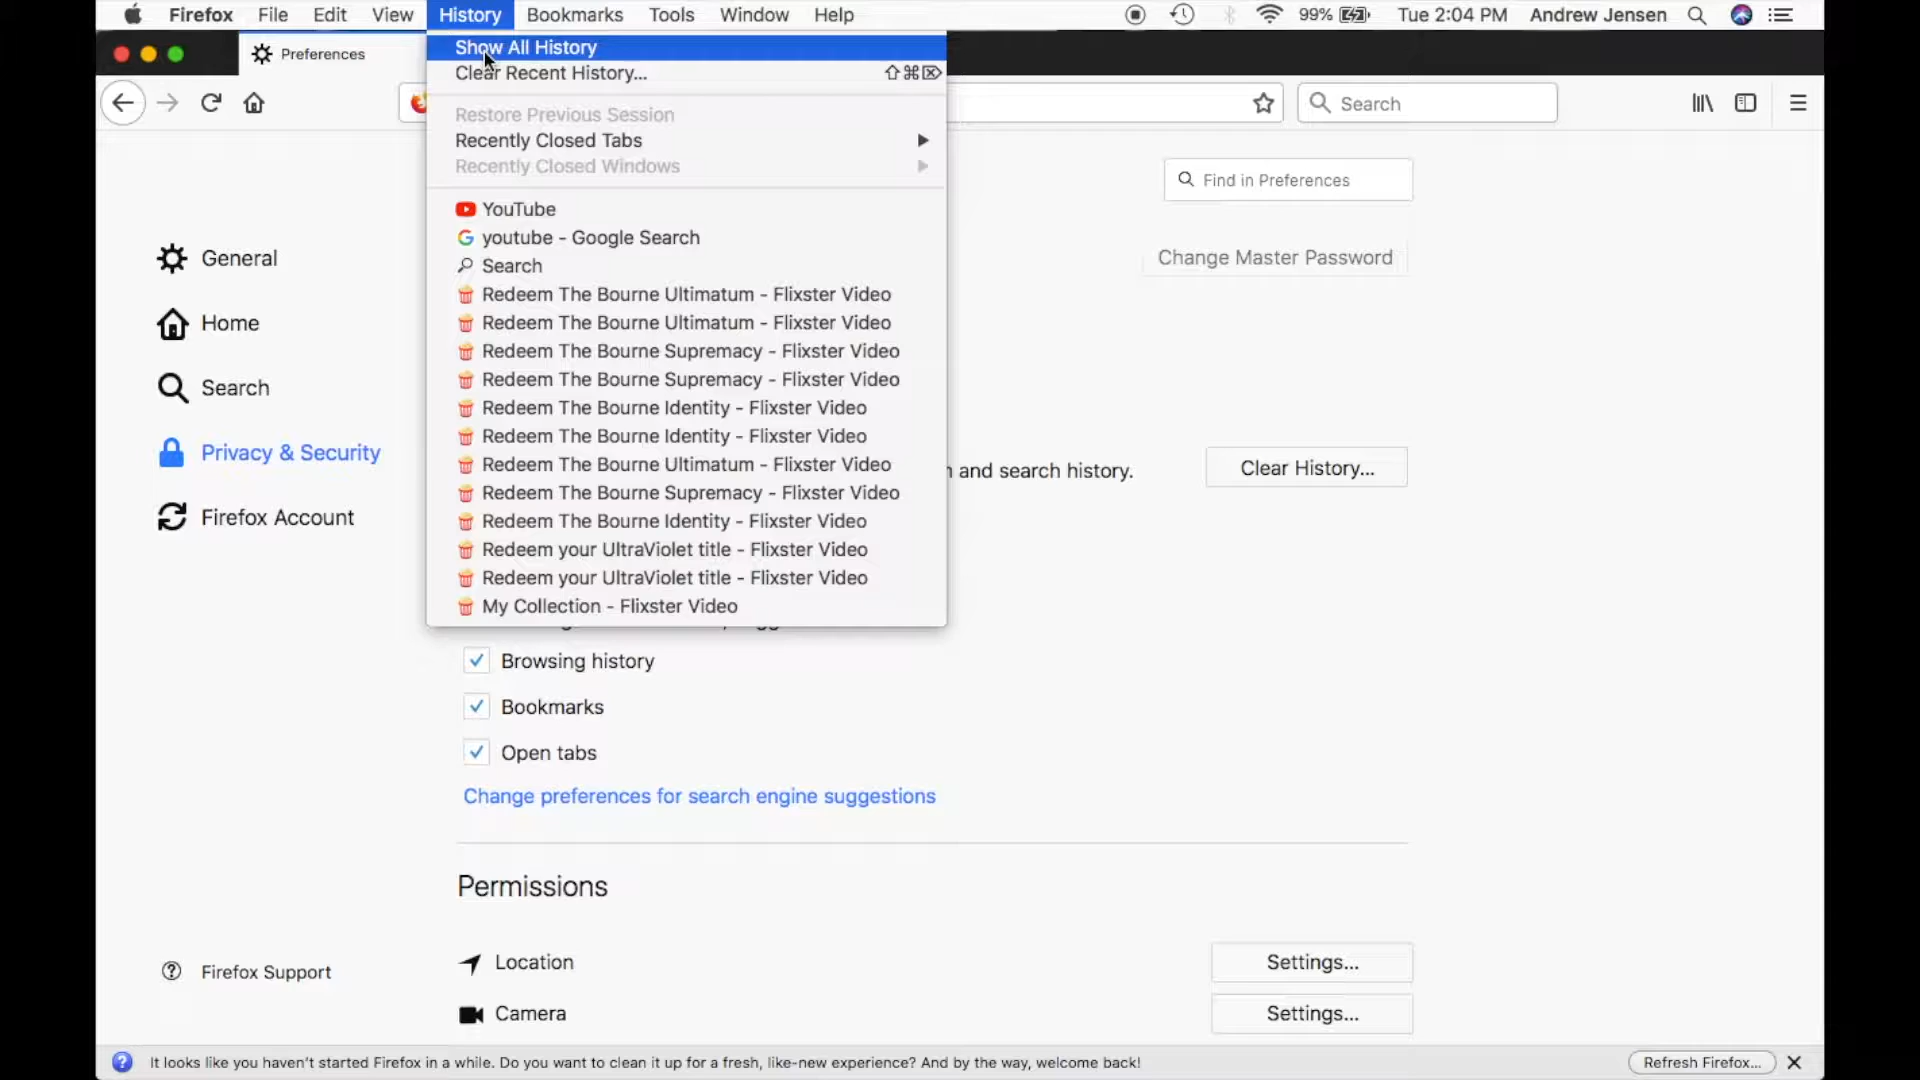 Firefox File Edit View History Bookmarks Tools Window Help 99% Tue 2:04 PM Andrew Jensen
Preferences
Show All History
Clear Recent History... ⇧⌘⌦
Search
Restore Previous Session
Recently Closed Tabs
Recently Closed Windows
Find in Preferences
YouTube
youtube - Google Search
General
Change Master Password
Search
Redeem The Bourne Ultimatum - Flixster Video
Home
Redeem The Bourne Ultimatum - Flixster Video
Redeem The Bourne Supremacy - Flixster Video
Search
Redeem The Bourne Supremacy - Flixster Video
Redeem The Bourne Identity - Flixster Video
Redeem The Bourne Identity - Flixster Video
Privacy & Security
Redeem The Bourne Ultimatum - Flixster Video
and search history.
Clear History...
Redeem The Bourne Supremacy - Flixster Video
Firefox Account
Redeem The Bourne Identity - Flixster Video
Redeem your UltraViolet title - Flixster Video
Redeem your UltraViolet title - Flixster Video
My Collection - Flixster Video
Browsing history
Bookmarks
Open tabs
Change preferences for search engine suggestions
Permissions
Location Settings...
Firefox Support
Camera Settings...
It looks like you haven't started Firefox in a while. Do you want to clean it up for a fresh, like-new experience? And by the way, welcome back! Refresh Firefox...